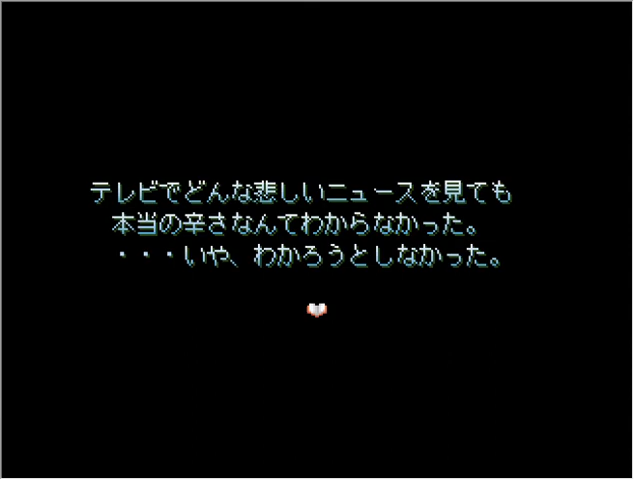 テレビでどんな悲しいニュースを見ても
本当の辛さなんてわからなかった。
・・・いや、わかろうとしなかった。